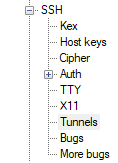 SSH
Kex
Host keys
Cipher
Auth
TTY
X11
Tunnels
Bugs
More bugs